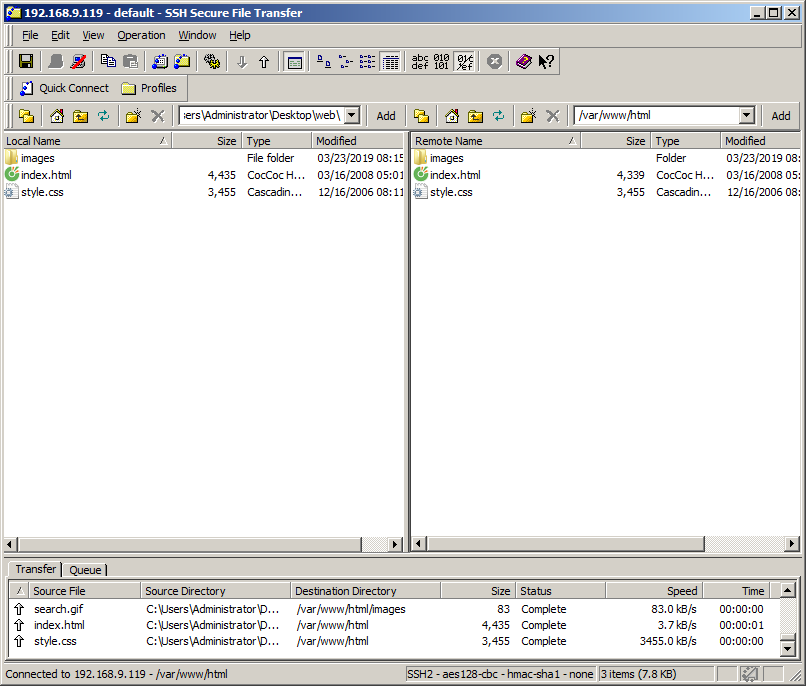 192.168.9.119 - default - SSH Secure File Transfer
File Edit View Operation Window Help
abc def 010 101
Quick Connect Profiles
:ers\Administrator\Desktop\web\ Add /var/www/html Add
Local Name Size Type Modified Remote Name Size Type Modified
images File folder 03/23/2019 08:15 images Folder 03/23/2019 08:
index.html 4,435 CocCoc H... 03/16/2008 05:01 index.html 4,339 CocCoc H... 03/16/2008 05:
style.css 3,455 Cascadin... 12/16/2006 08:11 style.css 3,455 Cascadin... 12/16/2006 08:
Transfer Queue
Source File Source Directory Destination Directory Size Status Speed Time
search.gif C:\Users\Administrator\D... /var/www/html/images 83 Complete 83.0 kB/s 00:00:00
index.html C:\Users\Administrator\D... /var/www/html 4,435 Complete 3.7 kB/s 00:00:01
style.css C:\Users\Administrator\D... /var/www/html 3,455 Complete 3455.0 kB/s 00:00:00
Connected to 192.168.9.119 - /var/www/html SSH2 - aes128-cbc - hmac-sha1 - none 3 items (7.8 KB)